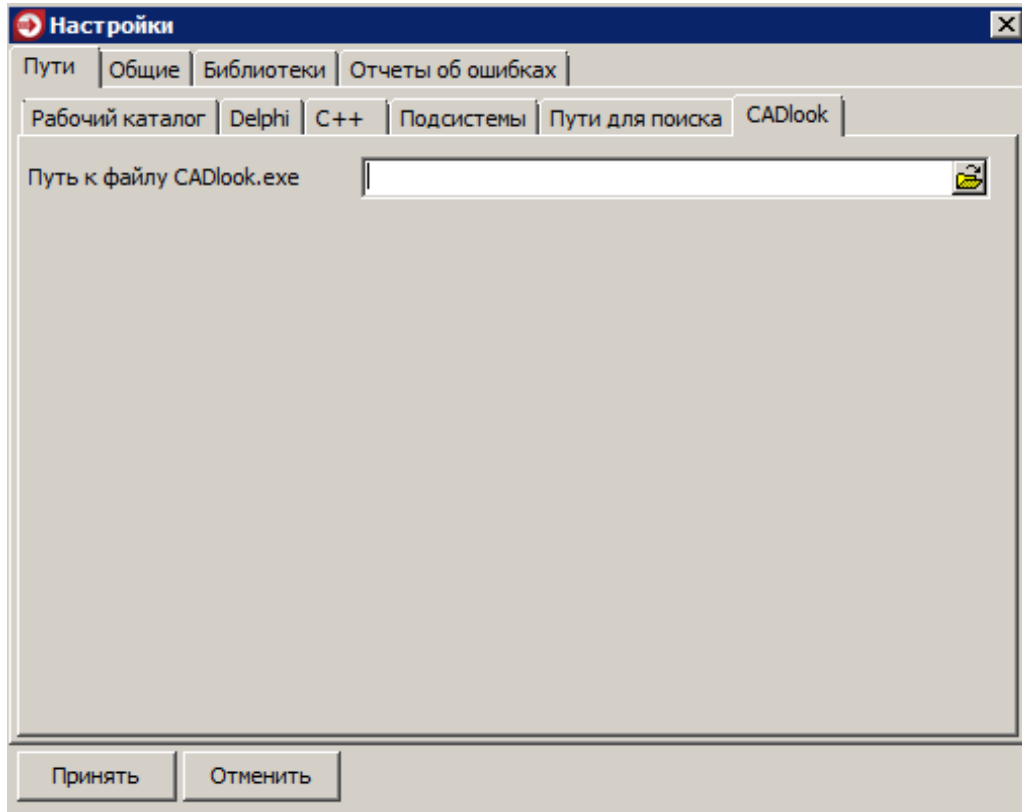 Настройки
Пути Общие Библиотеки Отчеты об ошибках
Рабочий каталог Delphi C++ Подсистемы Пути для поиска CADlook
Путь к файлу CADlook.exe
Принять Отменить